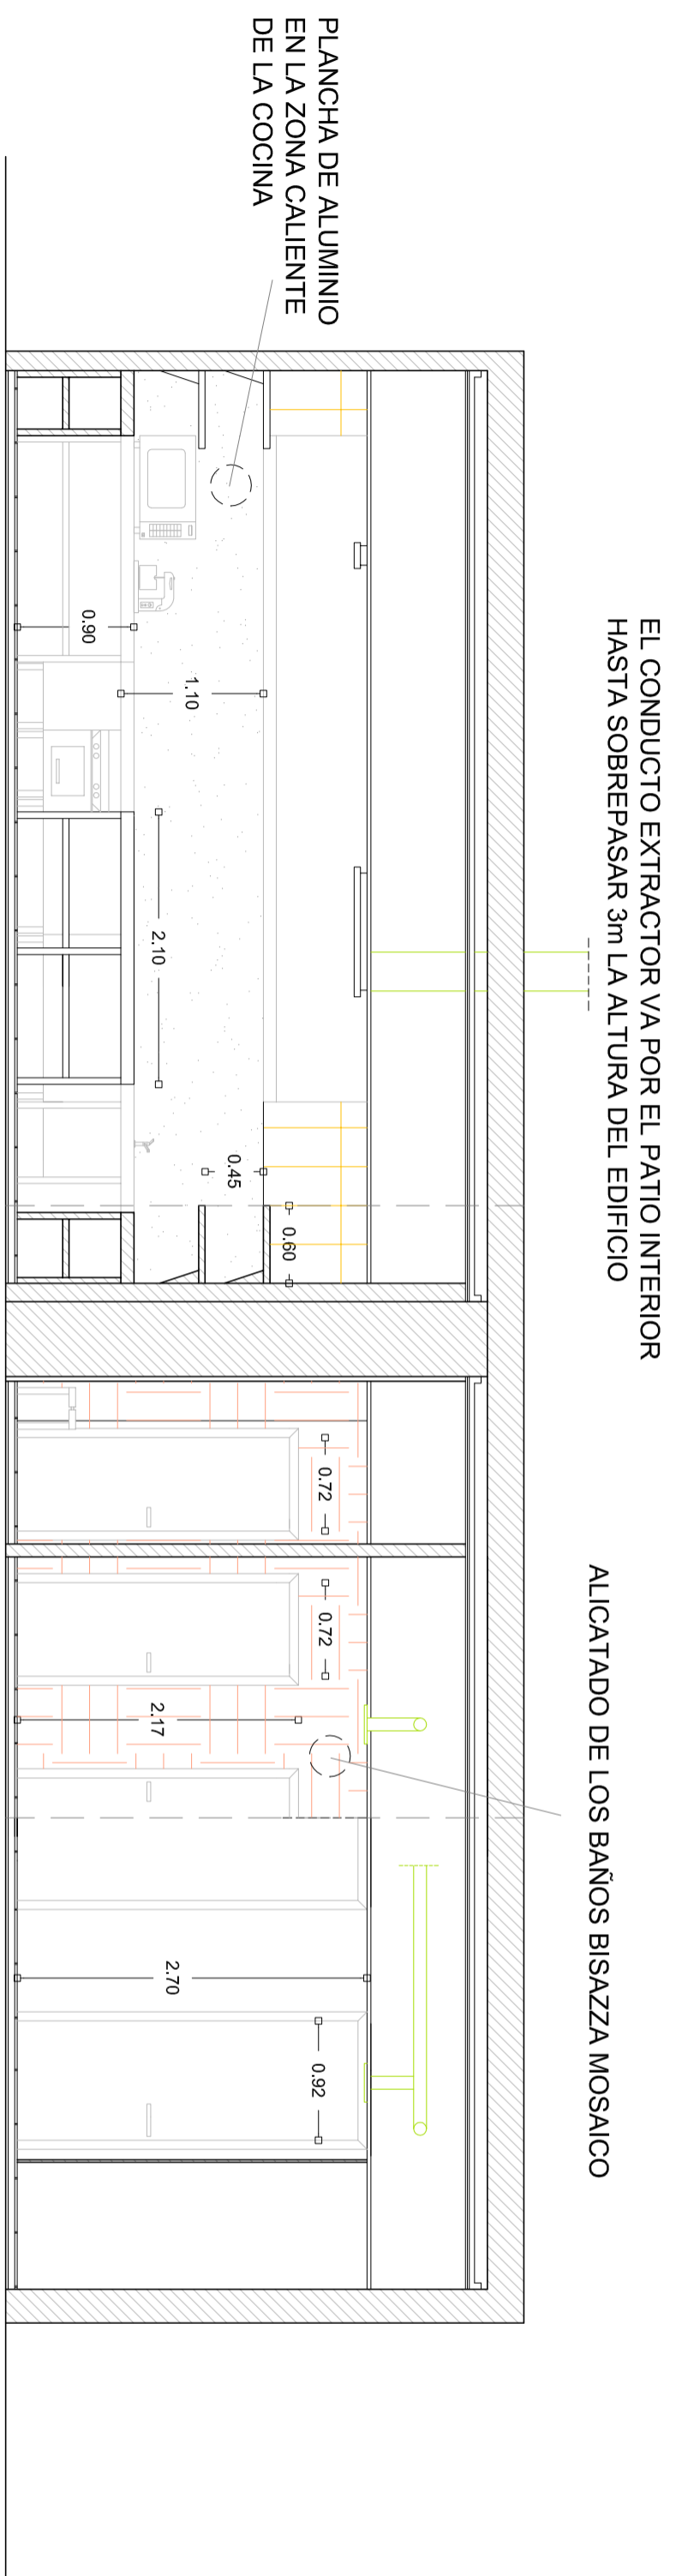 PLANCHA DE ALUMINIO
EN LA ZONA CALIENTE
DE LA COCINA
EL CONDUCTO EXTRACTOR VA POR EL PATIO INTERIOR
HASTA SOBREPASAR 3m LA ALTURA DEL EDIFICIO
ALICATADO DE LOS BAÑOS BISAZZA MOSAICO
0.90
1.10
2.10
0.45
0.60
0.72
0.72
2.17
2.70
0.92